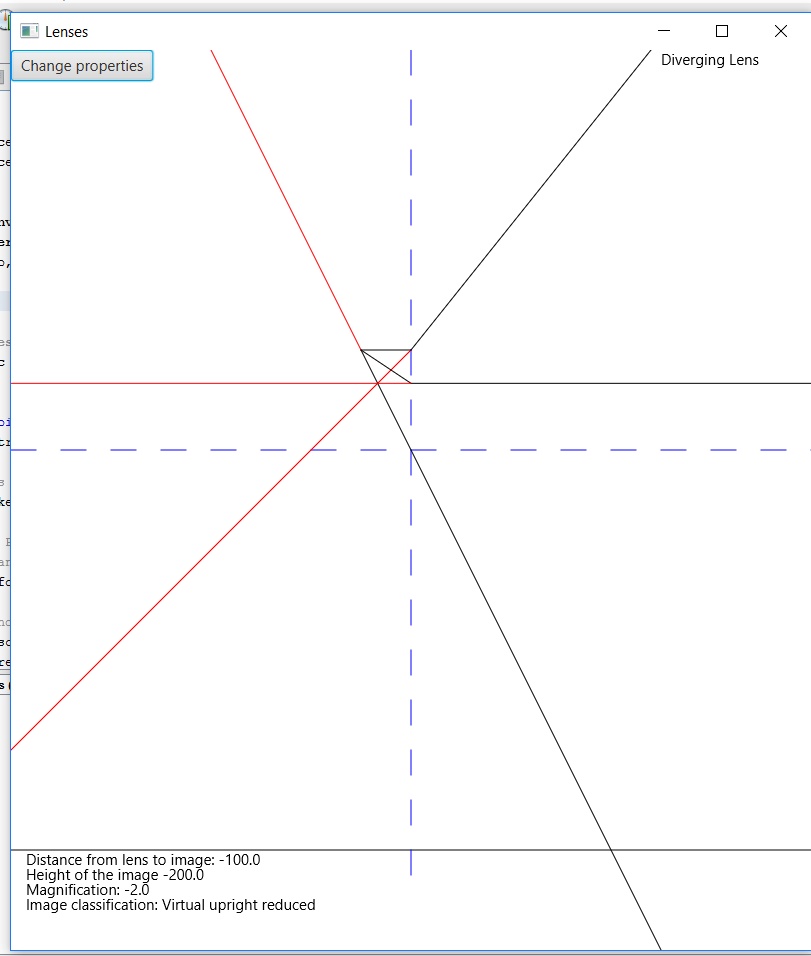 Lenses
Change properties
Diverging Lens
Distance from lens to image: -100.0
Height of the image -200.0
Magnification: -2.0
Image classification: Virtual upright reduced